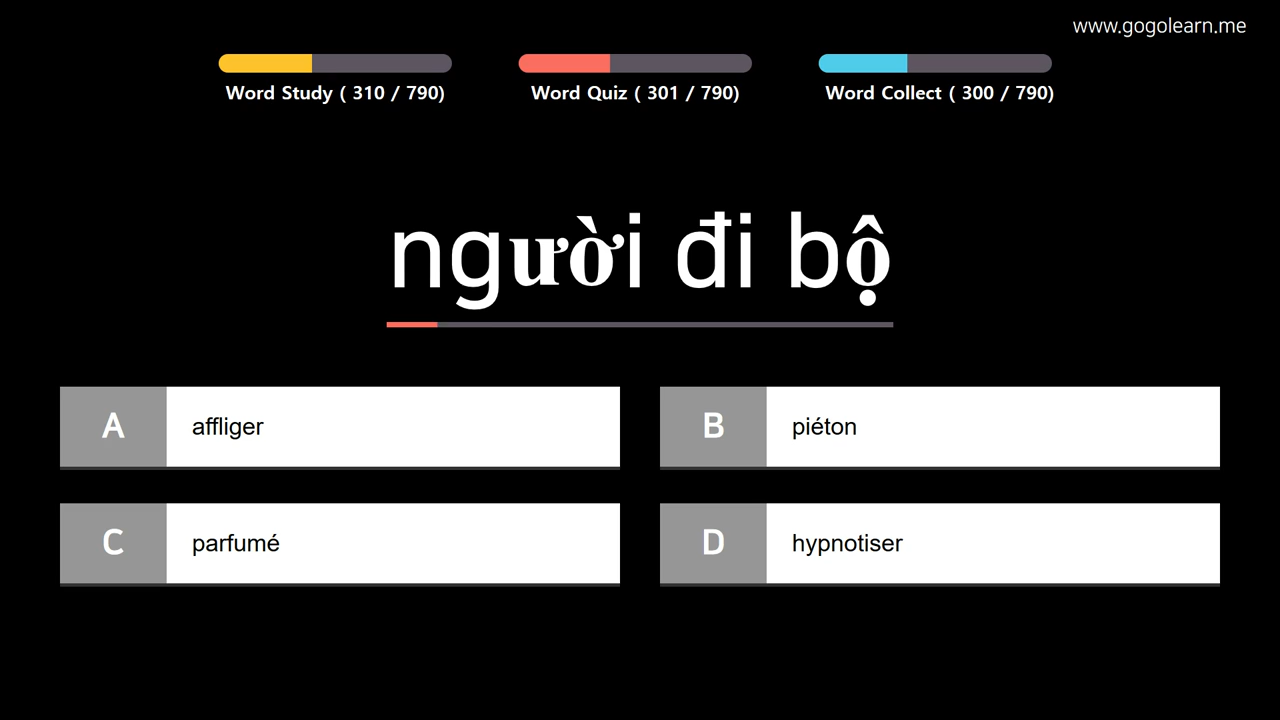 www.gogolearn.me
Word Study ( 310 / 790)
Word Quiz ( 301 / 790)
Word Collect ( 300 / 790)
người đi bộ
A
affliger
B
piéton
C
parfumé
D
hypnotiser